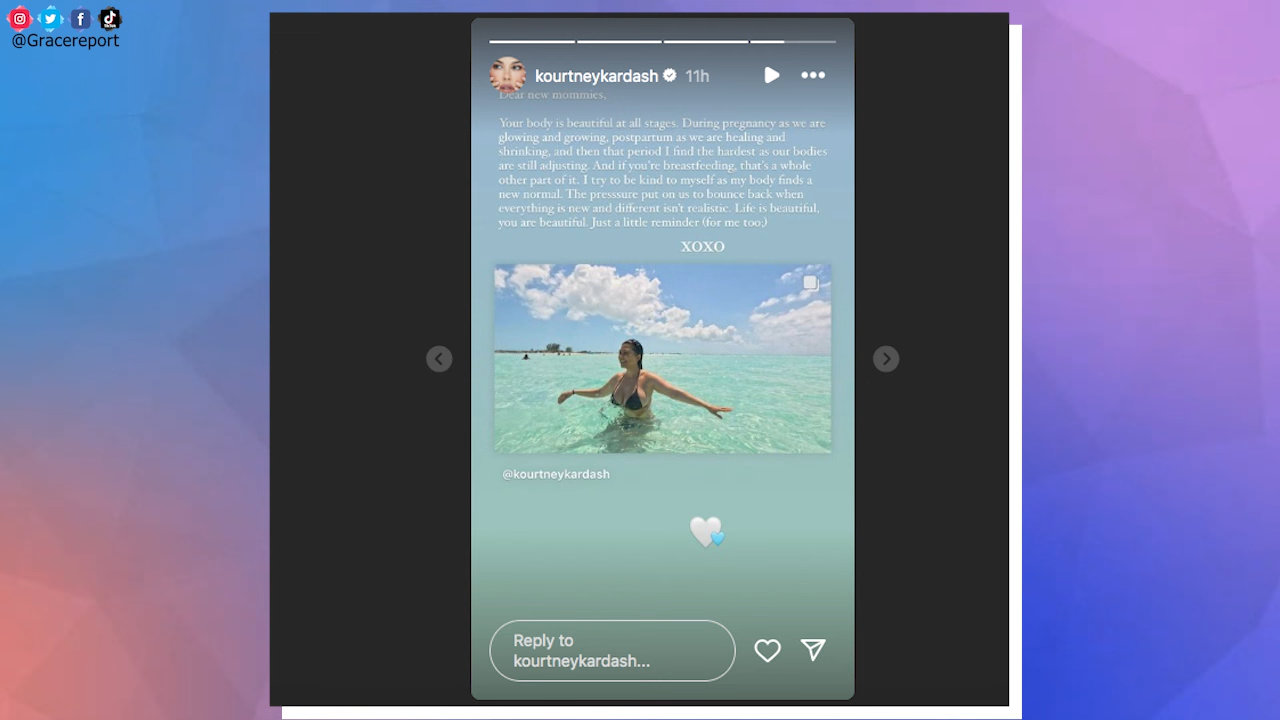 @Gracereport
kourtneykardash 11h
Dear new mommies,
Your body is beautiful at all stages. During pregnancy as we are
glowing and growing, postpartum as we are healing and
shrinking, and then that period I find the hardest as our bodies
are still adjusting. And if you're breastfeeding, that's a whole
other part of it. I try to be kind to myself as my body finds a
new normal. The presssure put on us to bounce back when
everything is new and different isn't realistic. Life is beautiful,
you are beautiful. Just a little reminder (for me too;)
XOXO
@kourtneykardash
Reply to
kourtneykardash...